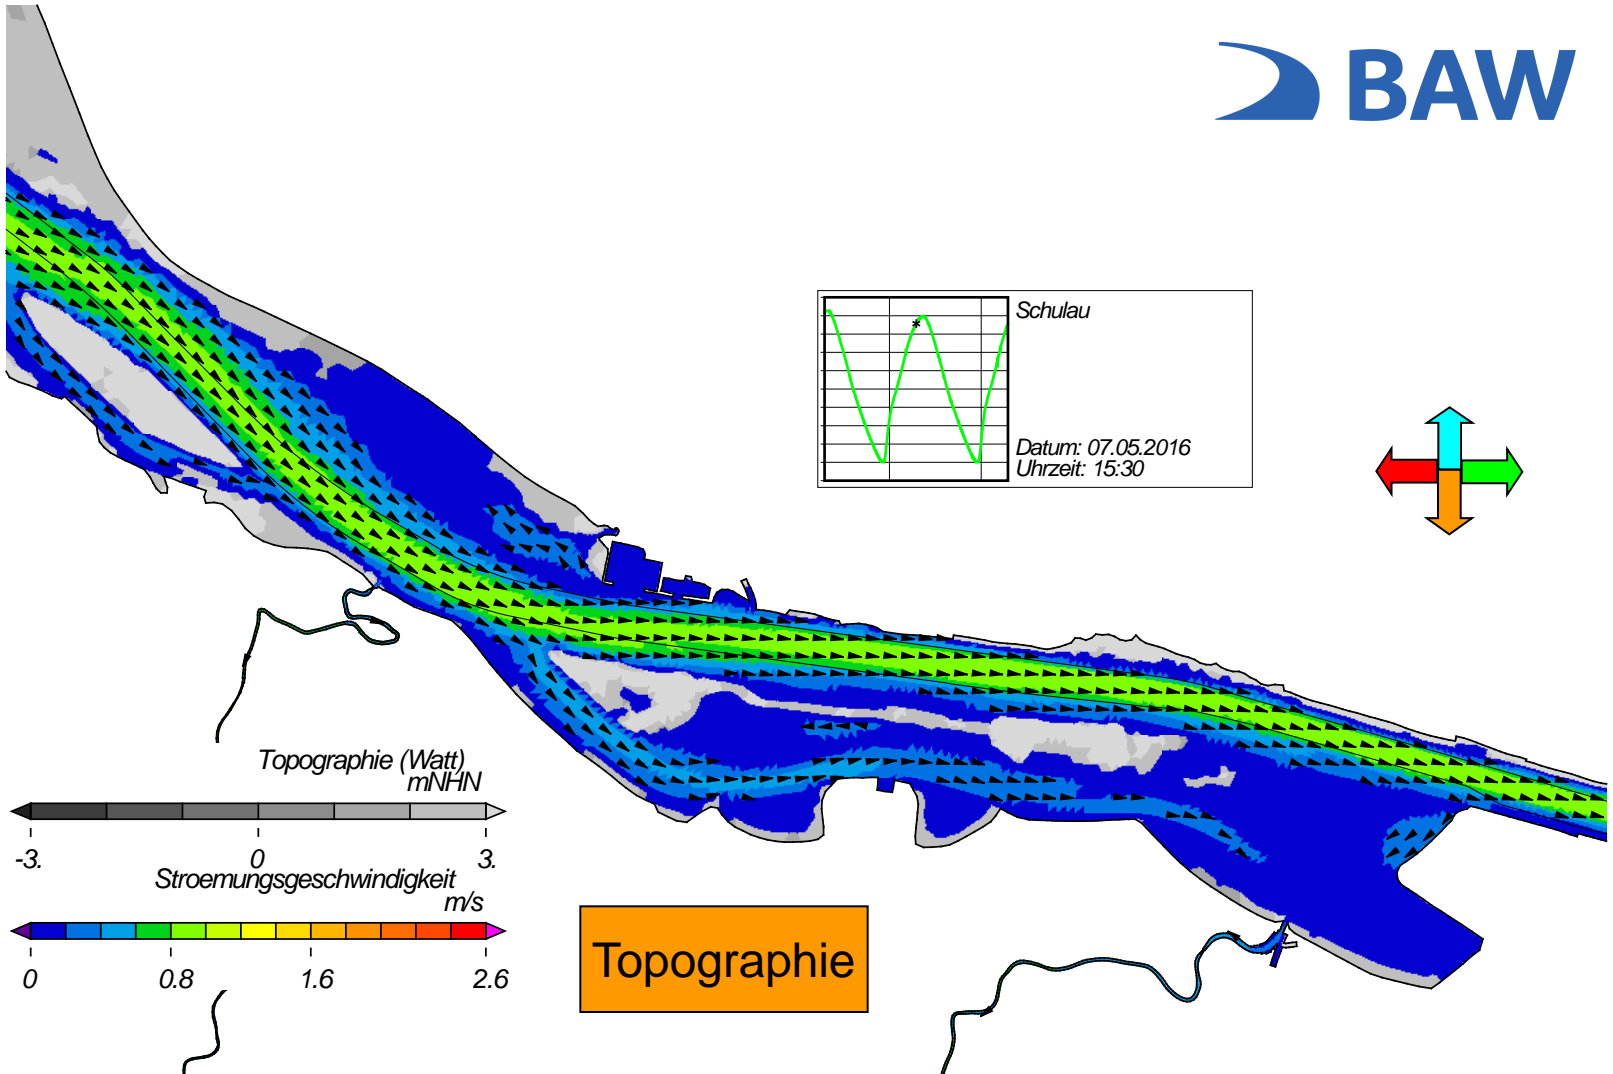 BAW
Schulau
Datum: 07.05.2016
Uhrzeit: 15:30
Topographie (Watt)
mNHN
-3. 0 3.
Stroemungsgeschwindigkeit
m/s
0 0.8 1.6 2.6
Topographie